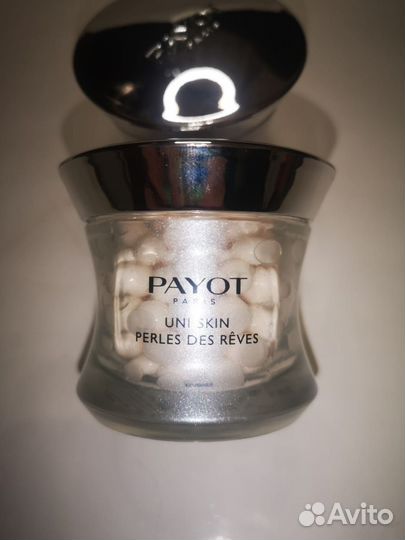 PAYOT
PARIS
UNI SKIN
PERLES DES RÊVES
Avito